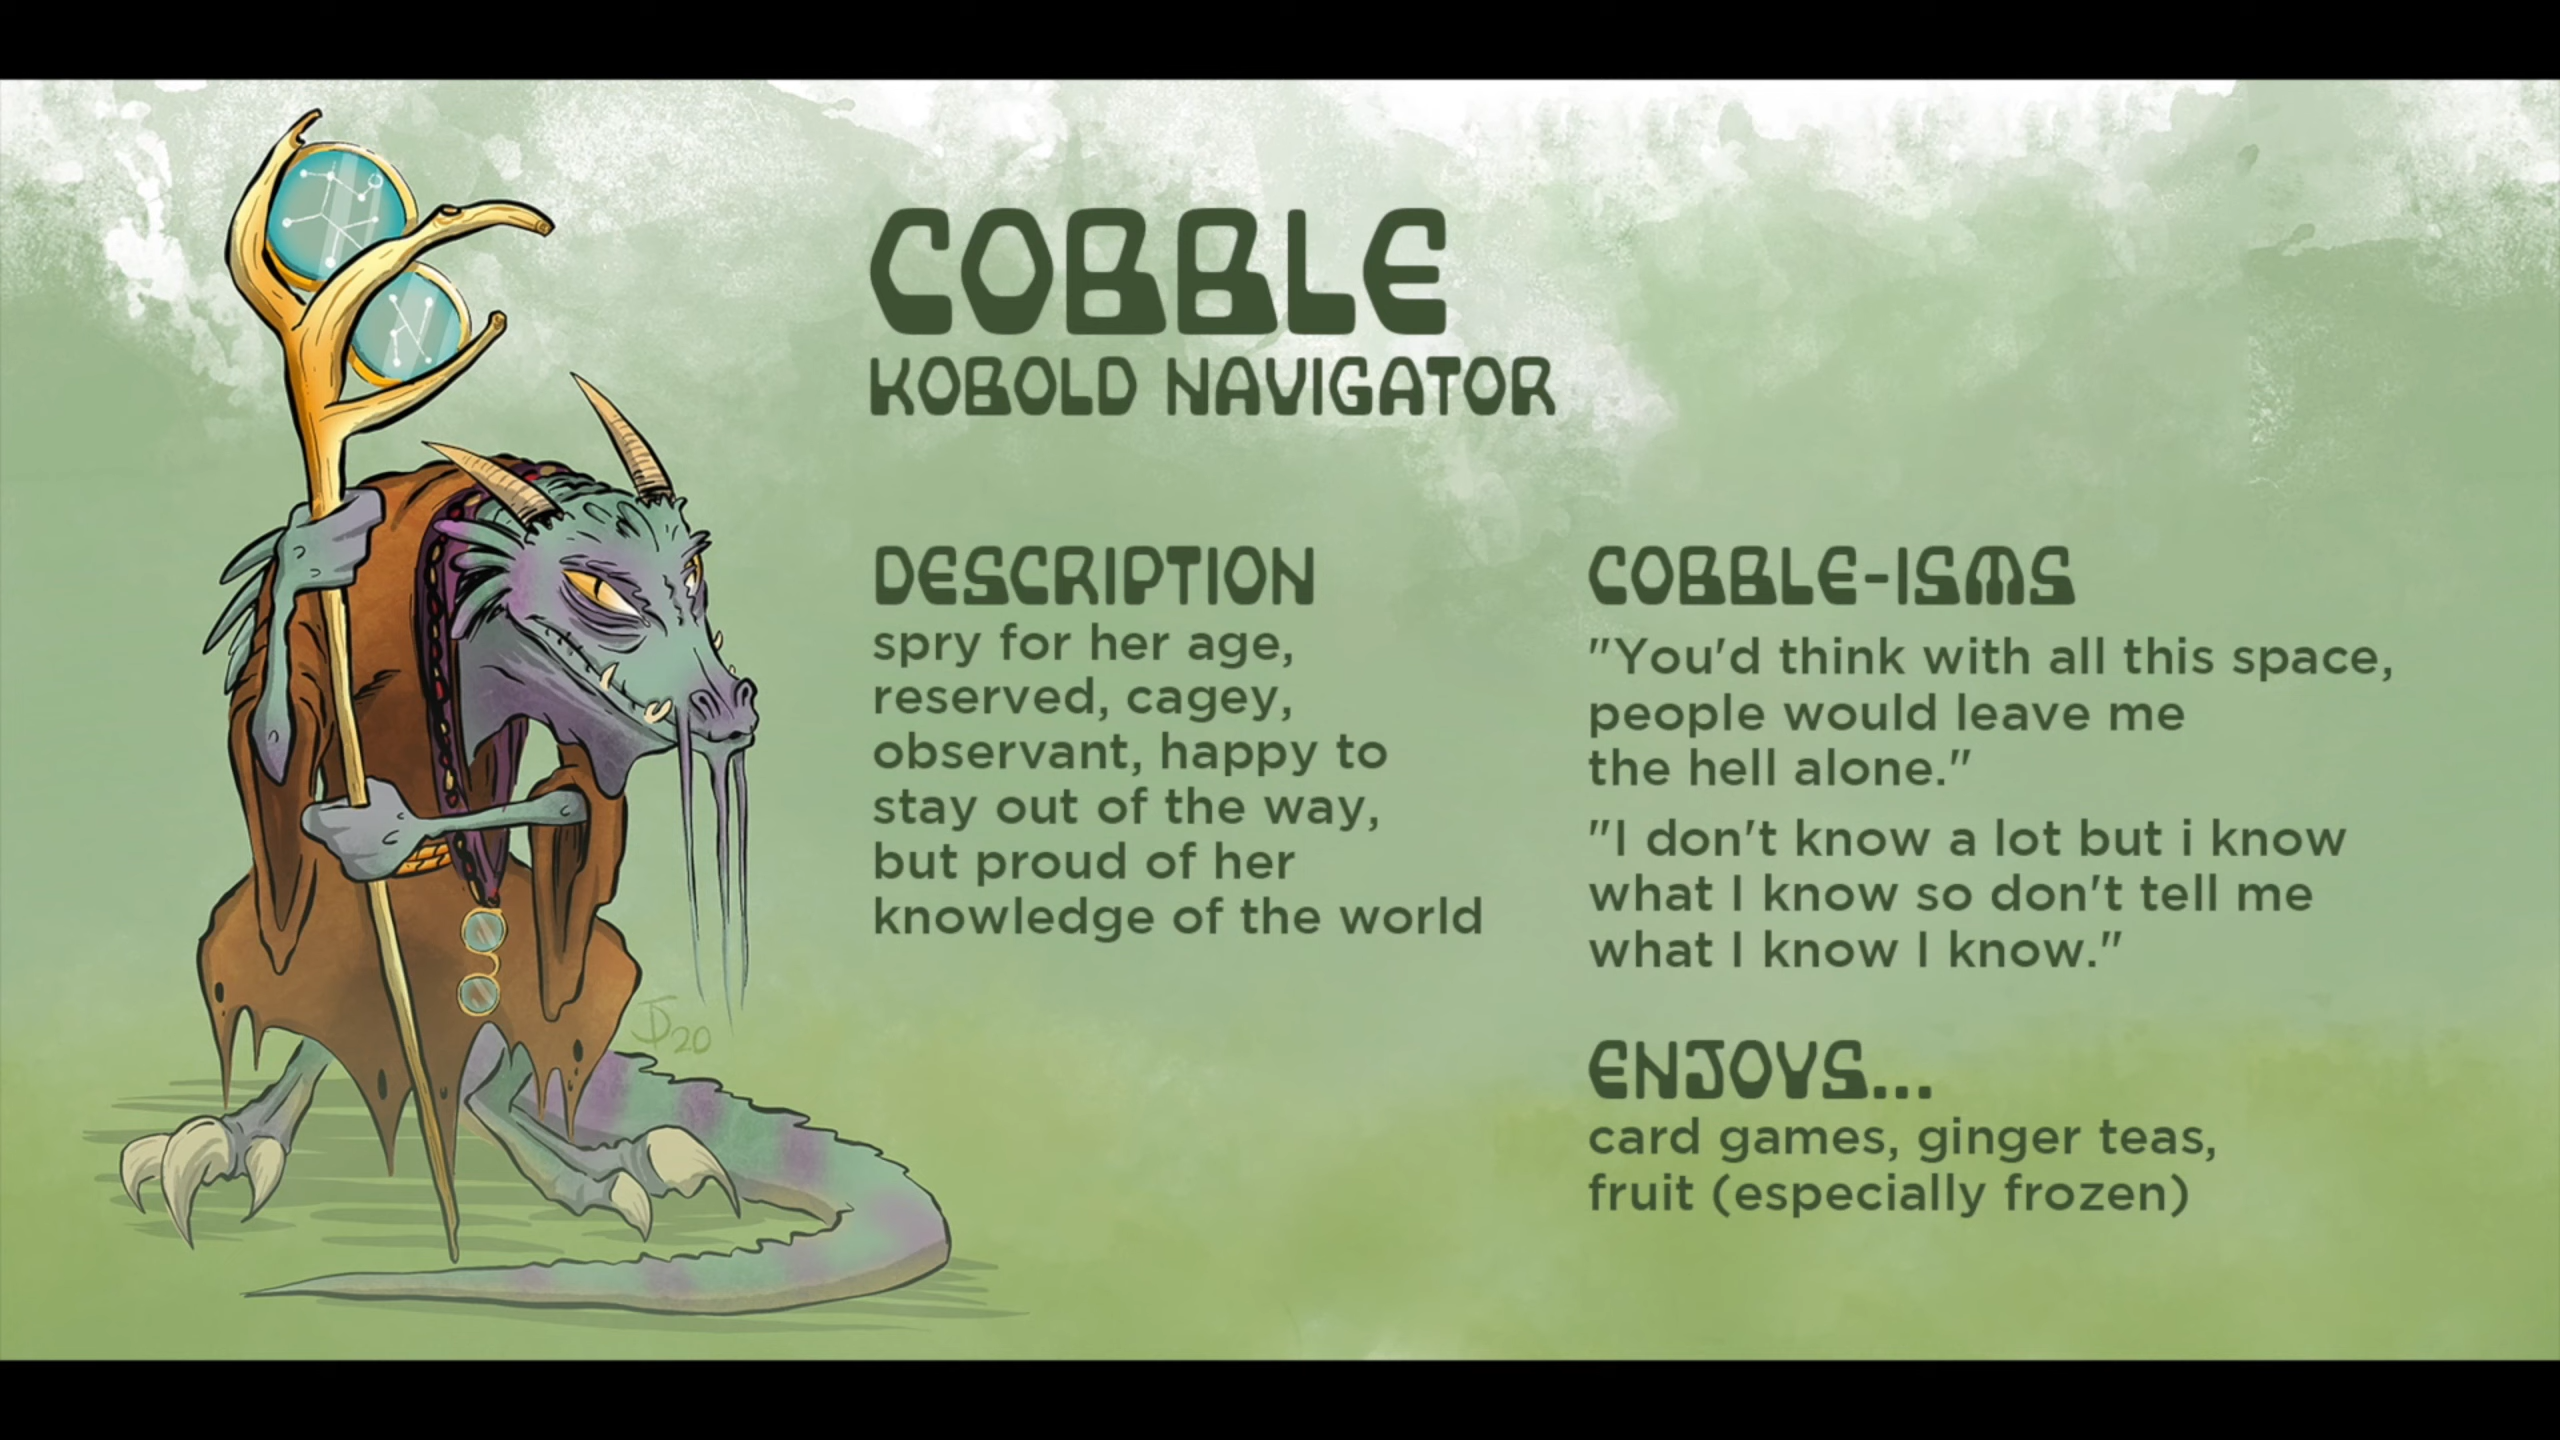 COBBLE
KOBOLD NAVIGATOR
DESCRIPTION
spry for her age,
reserved, cagey,
observant, happy to
stay out of the way,
but proud of her
knowledge of the world
COBBLE-ISMS
"You'd think with all this space,
people would leave me
the hell alone."
"I don't know a lot but i know
what I know so don't tell me
what I know I know."
ENJOYS...
card games, ginger teas,
fruit (especially frozen)
JD20